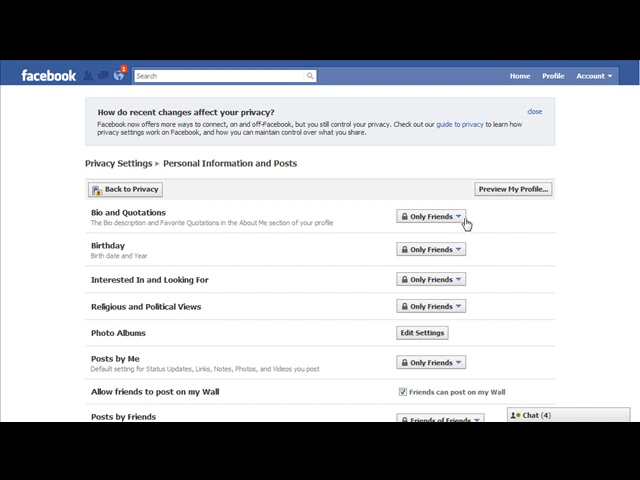 facebook
1
Search
Home Profile Account
How do recent changes affect your privacy? close
Facebook now offers more ways to connect, on and off-Facebook, but you still control your privacy. Check out our guide to privacy to learn how
privacy settings work on Facebook, and how you can maintain control over what you share.
Privacy Settings Personal Information and Posts
Back to Privacy Preview My Profile...
Bio and Quotations Only Friends
The Bio description and Favorite Quotations in the About Me section of your profile
Birthday Only Friends
Birth date and Year
Interested In and Looking For Only Friends
Religious and Political Views Only Friends
Photo Albums Edit Settings
Posts by Me Only Friends
Default setting for Status Updates, Links, Notes, Photos, and Videos you post
Allow friends to post on my Wall Friends can post on my Wall
Posts by Friends Friends of Friends
Chat (4)